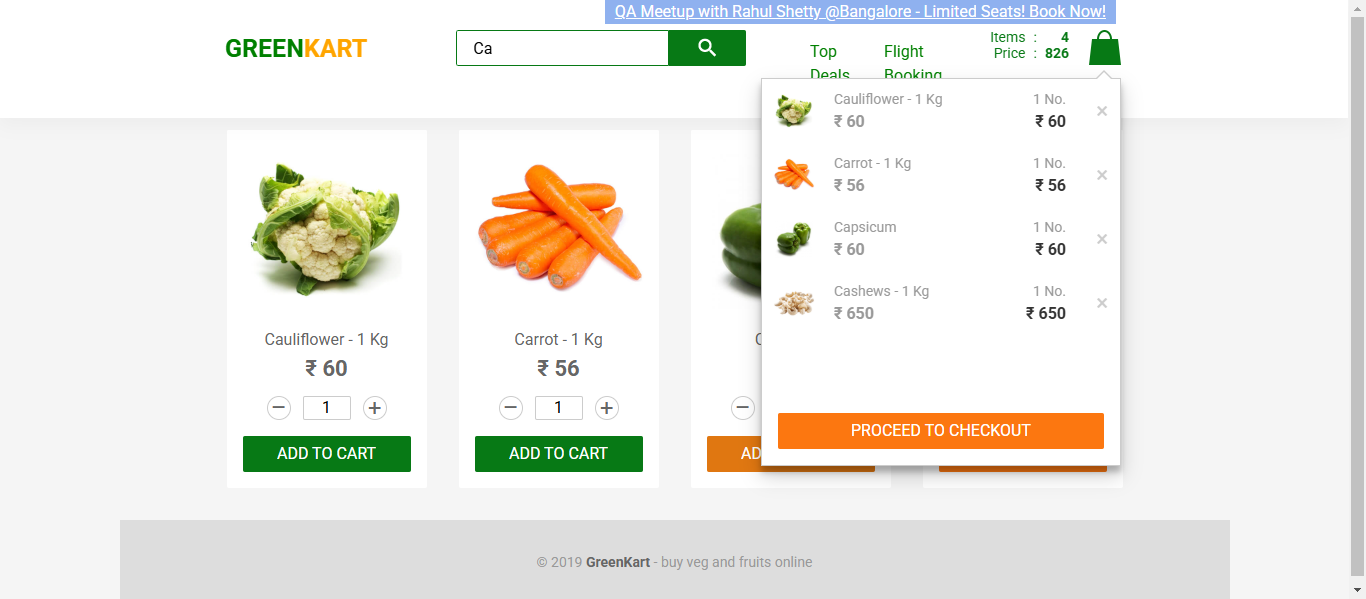 QA Meetup with Rahul Shetty @Bangalore - Limited Seats! Book Now!
GREENKART
Ca
Top
Deals
Flight
Booking
Items : 4
Price : 826
Cauliflower - 1 Kg 1 No. ×
₹ 60 ₹ 60
Carrot - 1 Kg 1 No. ×
₹ 56 ₹ 56
Capsicum 1 No. ×
₹ 60 ₹ 60
Cashews - 1 Kg 1 No. ×
₹ 650 ₹ 650
PROCEED TO CHECKOUT
Cauliflower - 1 Kg
₹ 60
− 1 +
ADD TO CART
Carrot - 1 Kg
₹ 56
− 1 +
ADD TO CART
C
−
AD
© 2019 GreenKart - buy veg and fruits online